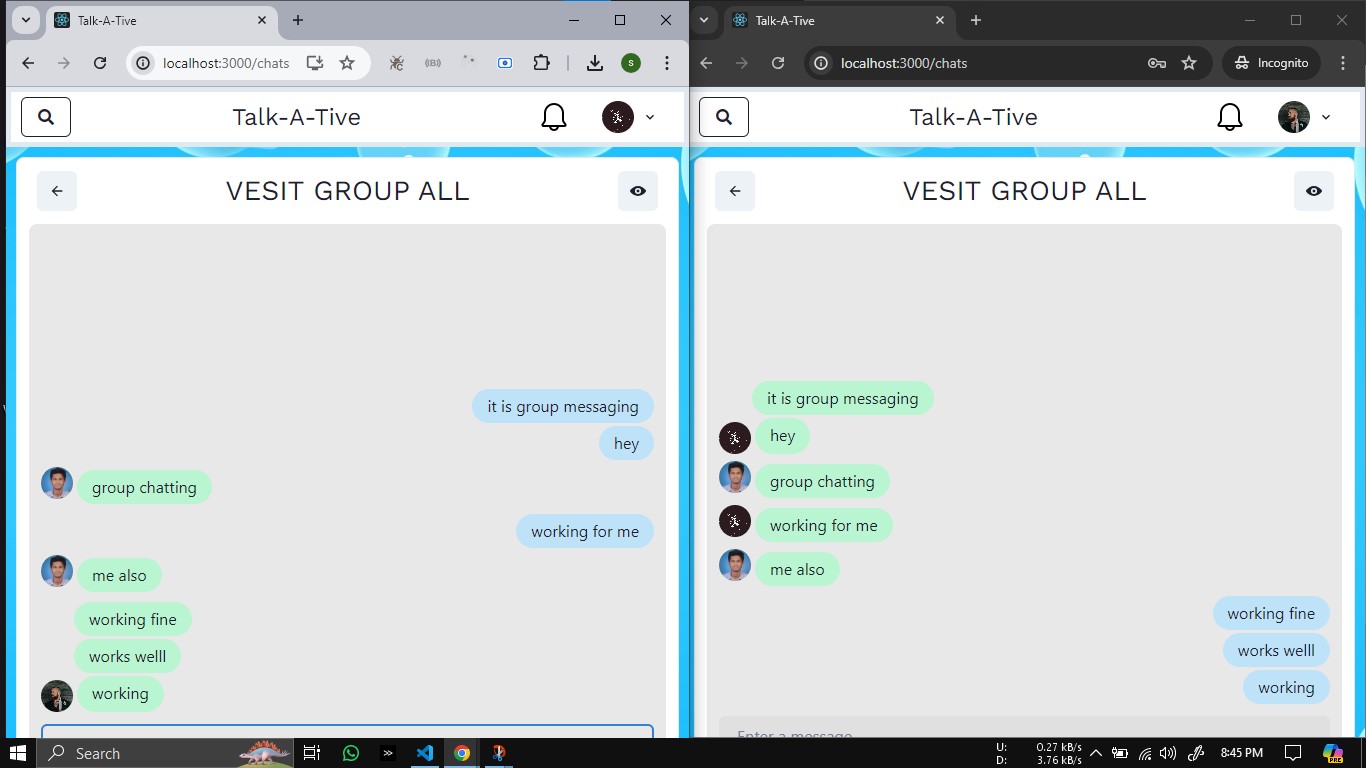 Talk-A-Tive
localhost:3000/chats
S
Talk-A-Tive
VESIT GROUP ALL
it is group messaging
hey
group chatting
working for me
me also
working fine
works welll
working
Talk-A-Tive
localhost:3000/chats
Incognito
Talk-A-Tive
VESIT GROUP ALL
it is group messaging
hey
group chatting
working for me
me also
working fine
works welll
working
Enter a message
Search
U: 0.27 kB/s
D: 3.76 kB/s
8:45 PM
PRE